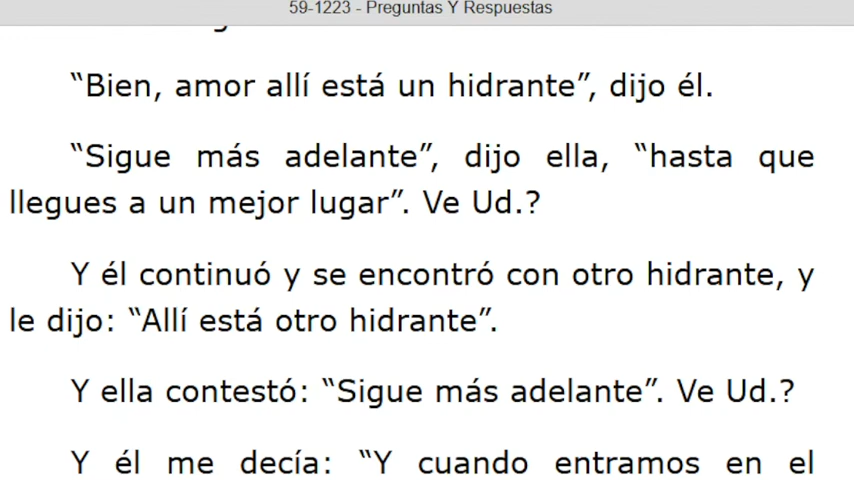 59-1223 - Preguntas Y Respuestas
“Bien, amor allí está un hidrante”, dijo él.
“Sigue más adelante”, dijo ella, “hasta que
llegues a un mejor lugar”. Ve Ud.?
Y él continuó y se encontró con otro hidrante, y
le dijo: “Allí está otro hidrante”.
Y ella contestó: “Sigue más adelante”. Ve Ud.?
Y él me decía: “Y cuando entramos en el